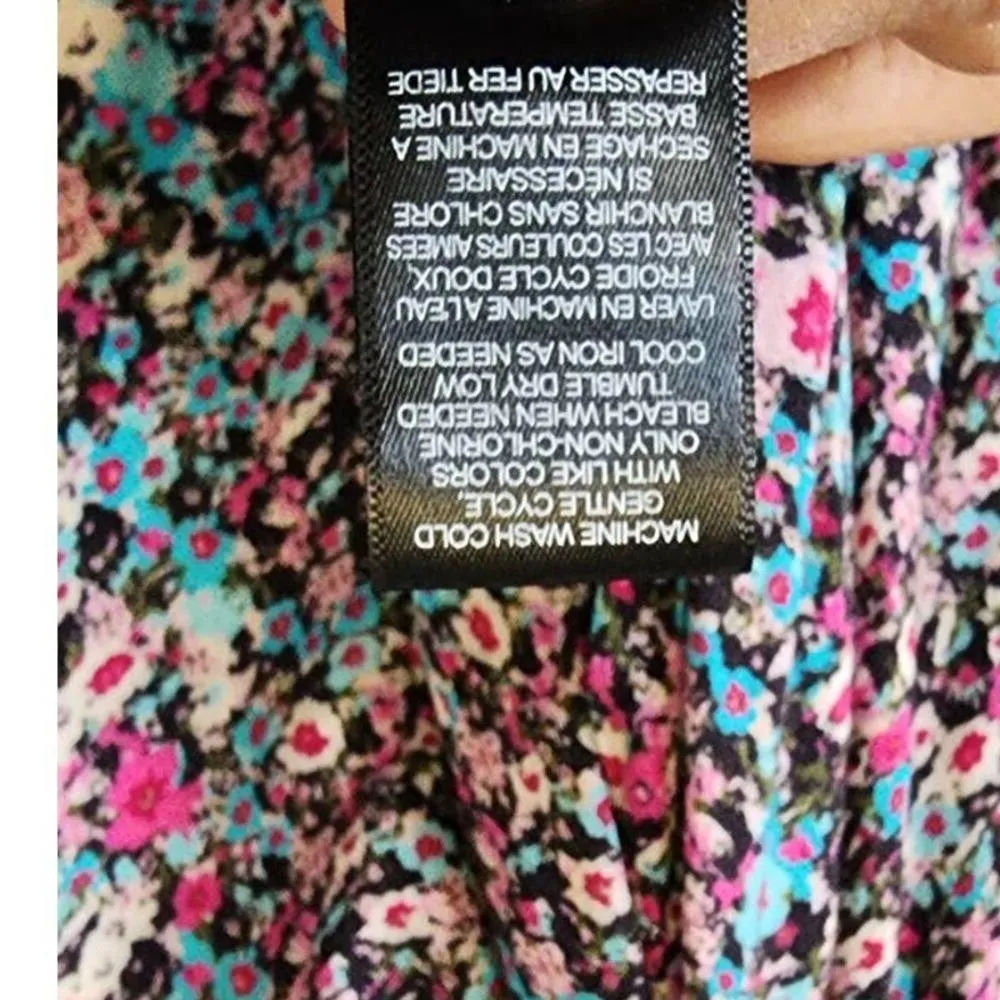 MACHINE WASH COLD
GENTLE CYCLE,
WITH LIKE COLORS
ONLY NON-CHLORINE
BLEACH WHEN NEEDED
TUMBLE DRY LOW
COOL IRON AS NEEDED
LAVER EN MACHINE A L'EAU
FROIDE CYCLE DOUX,
AVEC LES COULEURS AIMEES
BLANCHIR SANS CHLORE
SI NÉCESSAIRE
SECHAGE EN MACHINE A
BASSE TEMPERATURE
REPASSER AU FER TIEDE